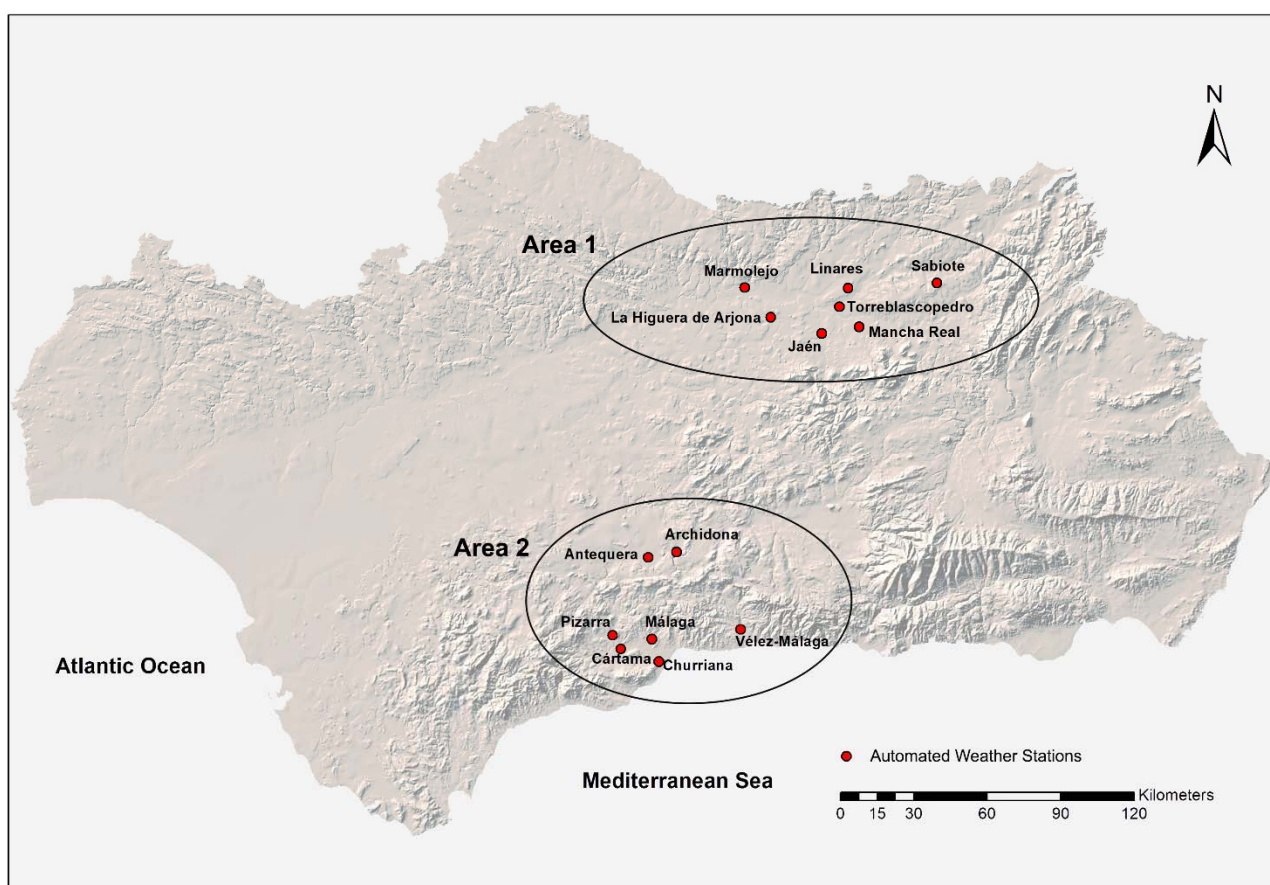 N
Area 1
Marmolejo
Linares
Sabiote
La Higuera de Arjona
Torreblascopedro
Jaén
Mancha Real
Area 2
Antequera
Archidona
Pizarra
Málaga
Vélez-Málaga
Cártama
Churriana
Atlantic Ocean
Mediterranean Sea
Automated Weather Stations
Kilometers
0 15 30 60 90 120